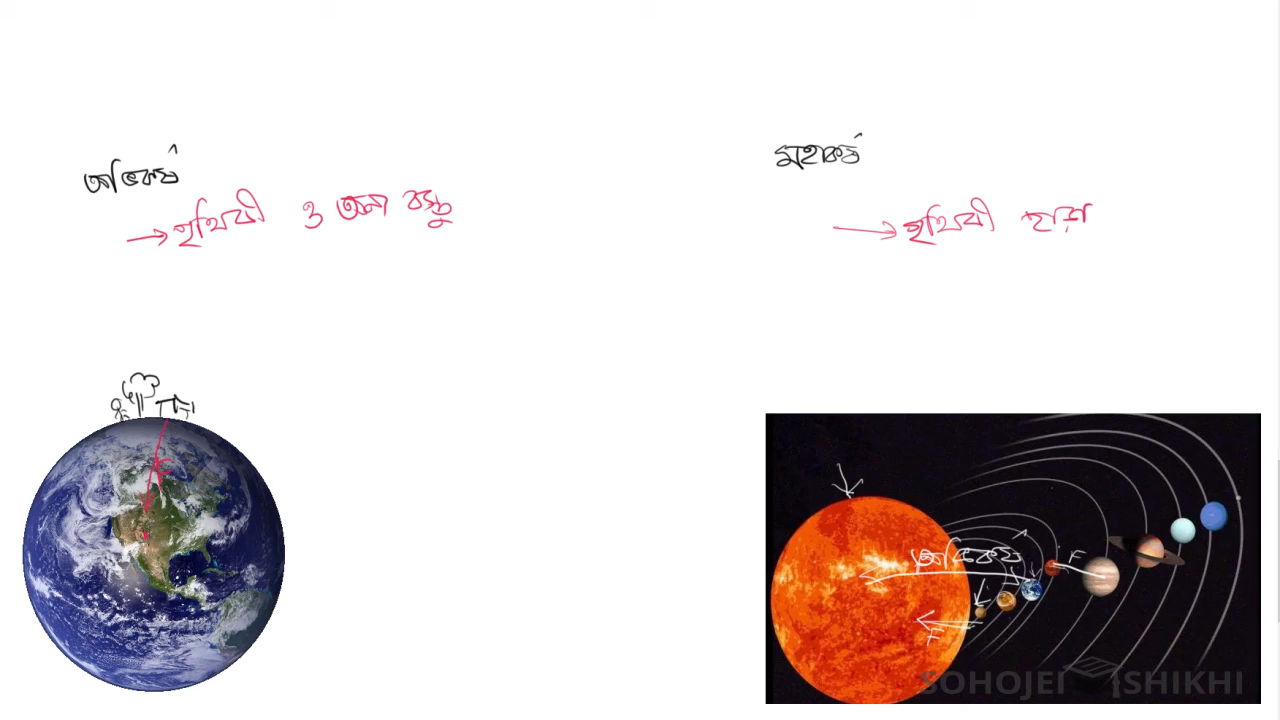 অভিকর্ষ
→ পৃথিবী ও অন্য বস্তু
মহাকর্ষ
→ পৃথিবী ছাড়া
অভিকর্ষ
F
F
SOHOJEI SHIKHI